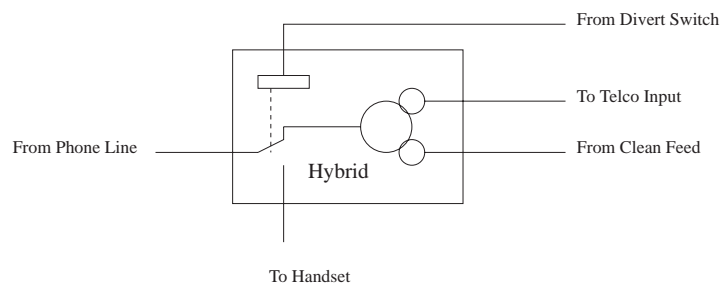 From Divert Switch
To Telco Input
From Phone Line
From Clean Feed
Hybrid
To Handset